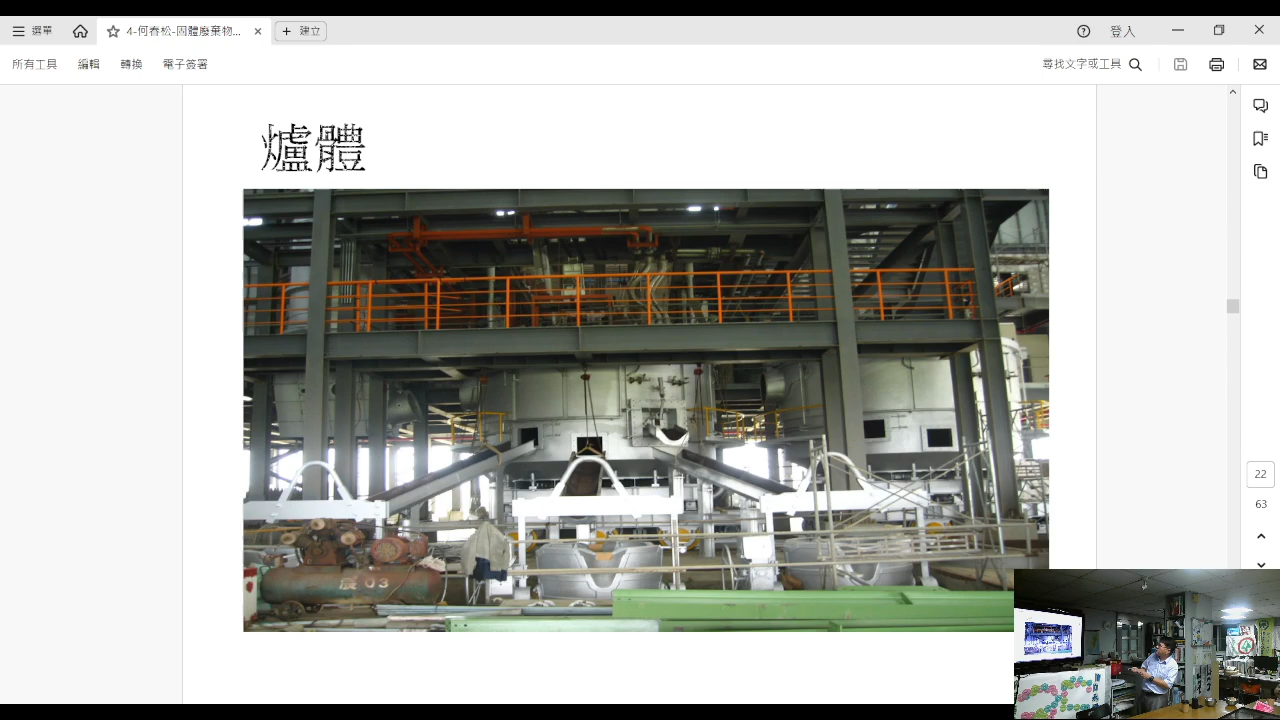 選單
4-何春松-固體廢棄物...
建立
登入
所有工具
編輯
轉換
電子簽署
尋找文字或工具
爐體
03
22
63